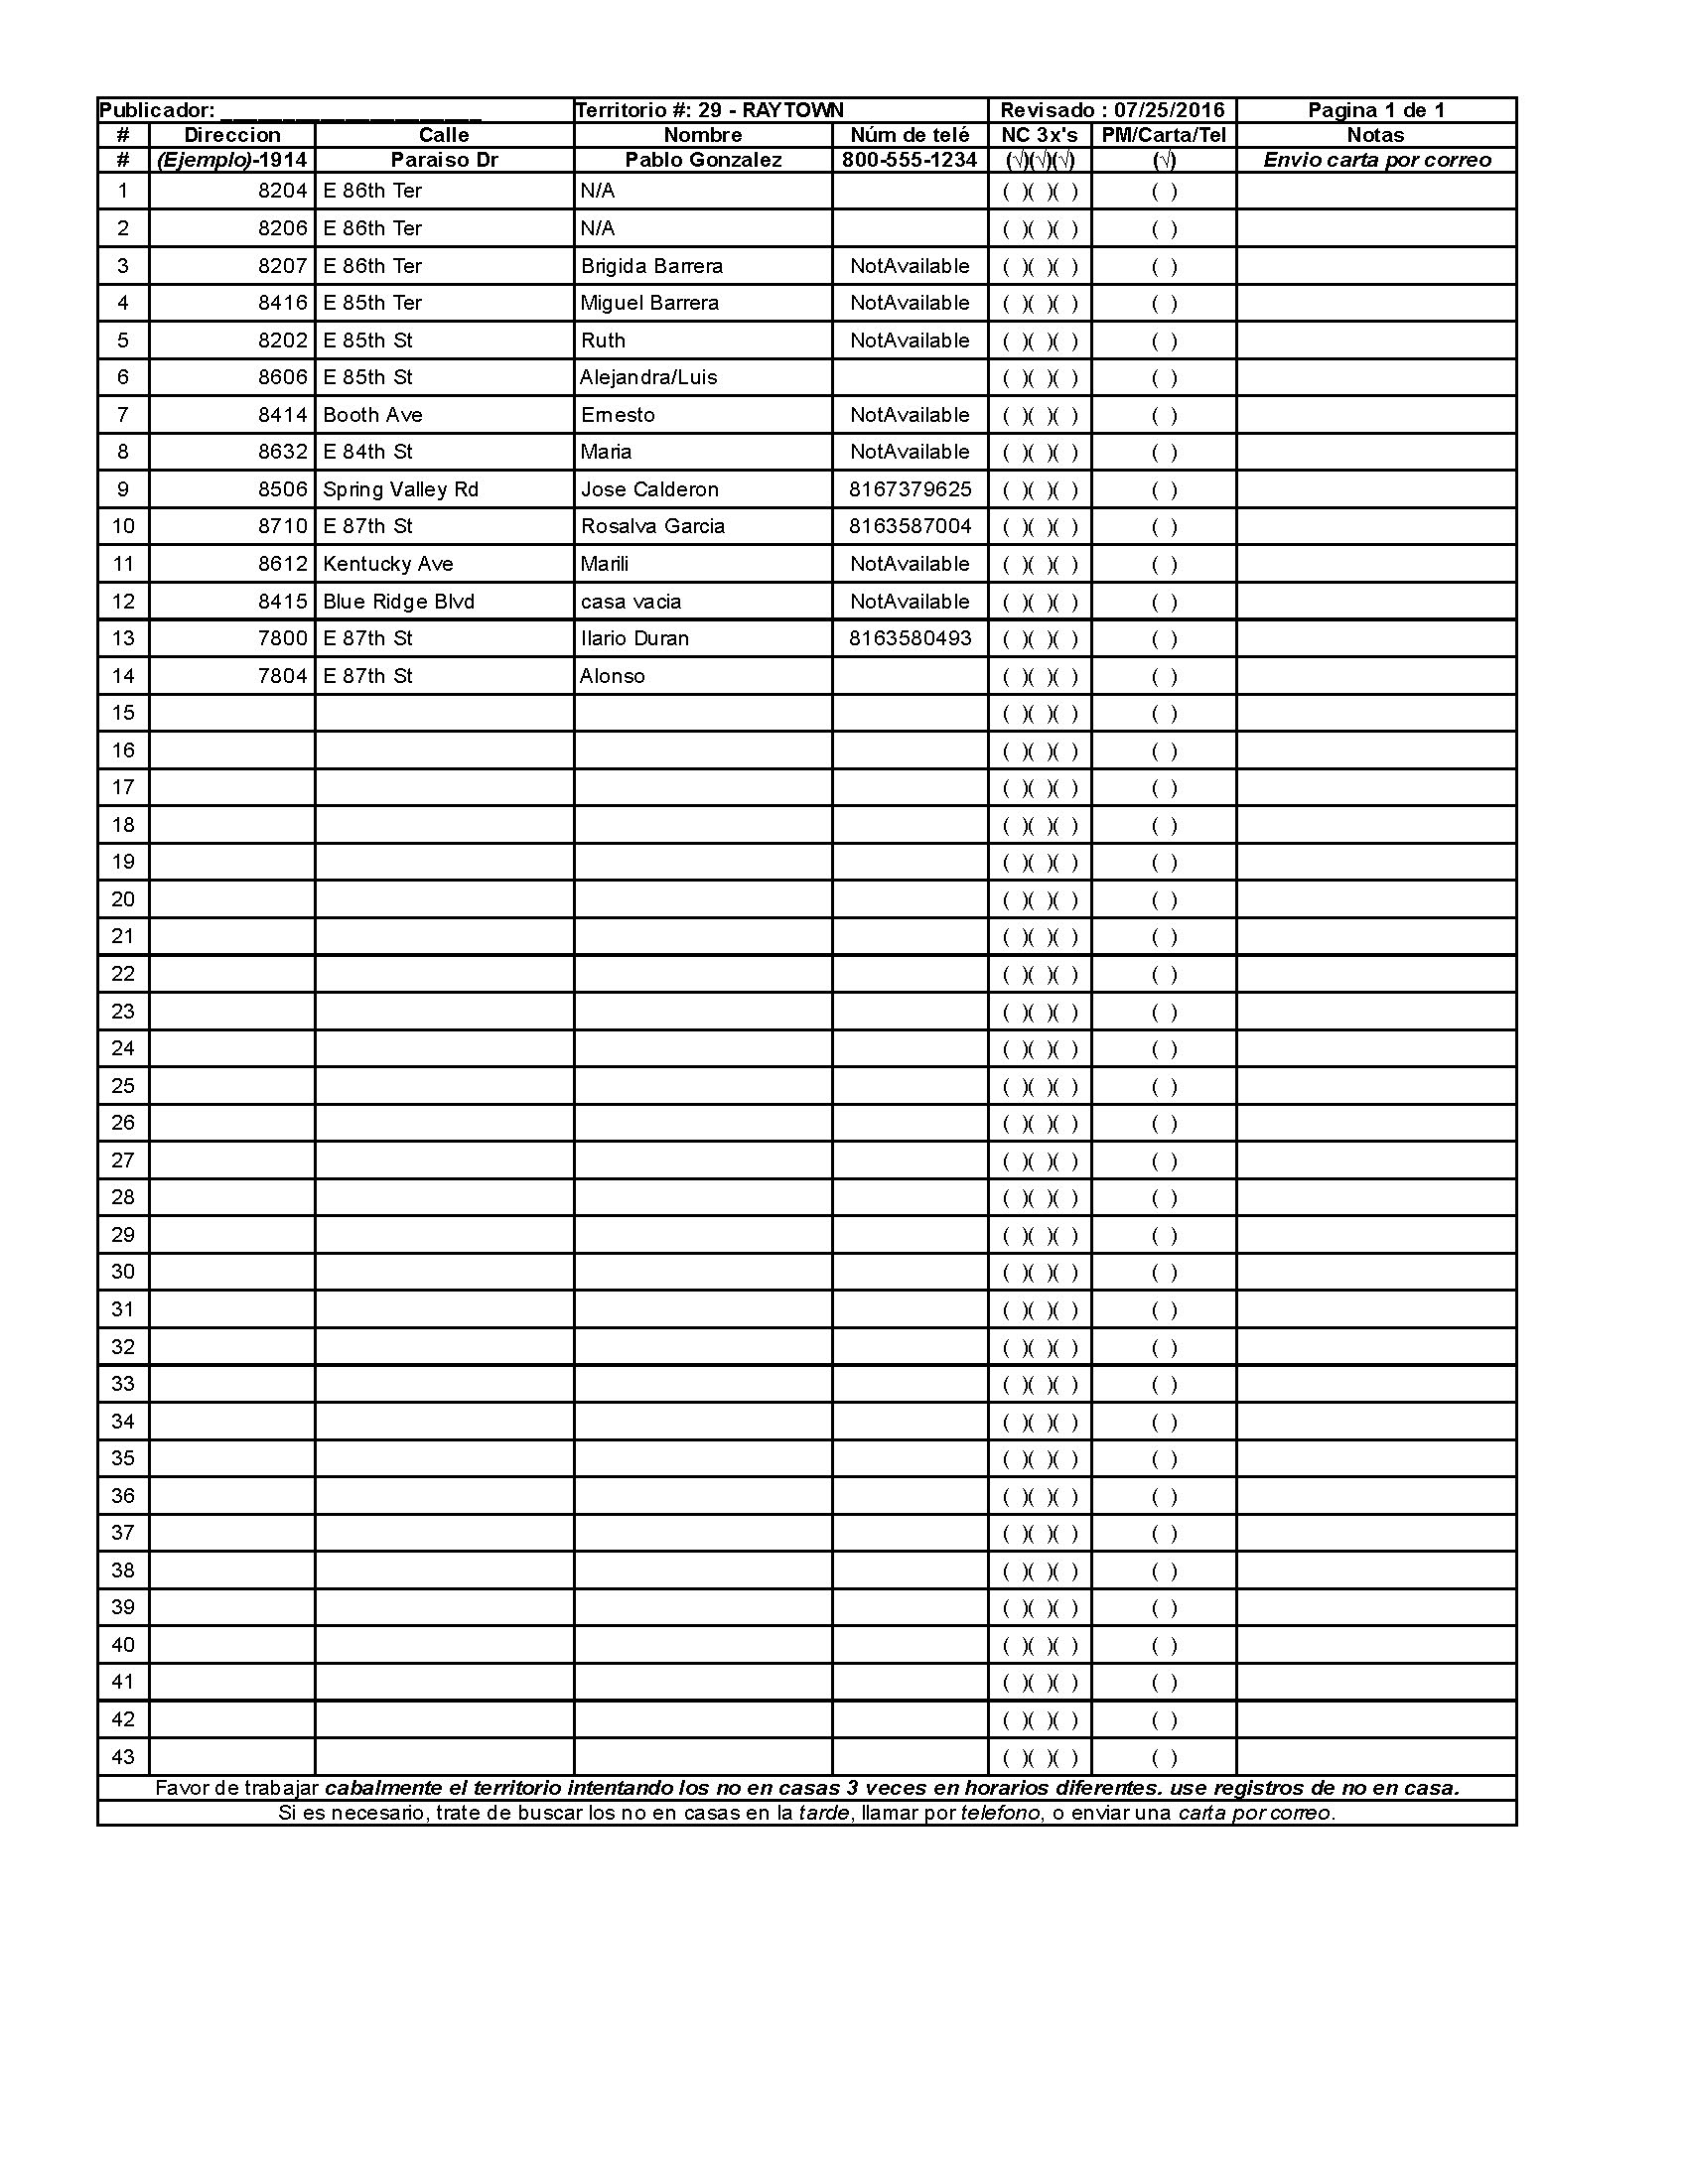 Publicador: _____________________ Territorio #: 29 - RAYTOWN Revisado : 07/25/2016 Pagina 1 de 1
# Direccion Calle Nombre Núm de telé NC 3x's PM/Carta/Tel Notas
# (Ejemplo)-1914 Paraiso Dr Pablo Gonzalez 800-555-1234 (√)(√)(√) (√) Envio carta por correo
1 8204 E 86th Ter N/A ( )( )( ) ( )
2 8206 E 86th Ter N/A ( )( )( ) ( )
3 8207 E 86th Ter Brigida Barrera NotAvailable ( )( )( ) ( )
4 8416 E 85th Ter Miguel Barrera NotAvailable ( )( )( ) ( )
5 8202 E 85th St Ruth NotAvailable ( )( )( ) ( )
6 8606 E 85th St Alejandra/Luis ( )( )( ) ( )
7 8414 Booth Ave Ernesto NotAvailable ( )( )( ) ( )
8 8632 E 84th St Maria NotAvailable ( )( )( ) ( )
9 8506 Spring Valley Rd Jose Calderon 8167379625 ( )( )( ) ( )
10 8710 E 87th St Rosalva Garcia 8163587004 ( )( )( ) ( )
11 8612 Kentucky Ave Marili NotAvailable ( )( )( ) ( )
12 8415 Blue Ridge Blvd casa vacia NotAvailable ( )( )( ) ( )
13 7800 E 87th St Ilario Duran 8163580493 ( )( )( ) ( )
14 7804 E 87th St Alonso ( )( )( ) ( )
15 ( )( )( ) ( )
16 ( )( )( ) ( )
17 ( )( )( ) ( )
18 ( )( )( ) ( )
19 ( )( )( ) ( )
20 ( )( )( ) ( )
21 ( )( )( ) ( )
22 ( )( )( ) ( )
23 ( )( )( ) ( )
24 ( )( )( ) ( )
25 ( )( )( ) ( )
26 ( )( )( ) ( )
27 ( )( )( ) ( )
28 ( )( )( ) ( )
29 ( )( )( ) ( )
30 ( )( )( ) ( )
31 ( )( )( ) ( )
32 ( )( )( ) ( )
33 ( )( )( ) ( )
34 ( )( )( ) ( )
35 ( )( )( ) ( )
36 ( )( )( ) ( )
37 ( )( )( ) ( )
38 ( )( )( ) ( )
39 ( )( )( ) ( )
40 ( )( )( ) ( )
41 ( )( )( ) ( )
42 ( )( )( ) ( )
43 ( )( )( ) ( )
Favor de trabajar cabalmente el territorio intentando los no en casas 3 veces en horarios diferentes. use registros de no en casa.
Si es necesario, trate de buscar los no en casas en la tarde, llamar por telefono, o enviar una carta por correo.